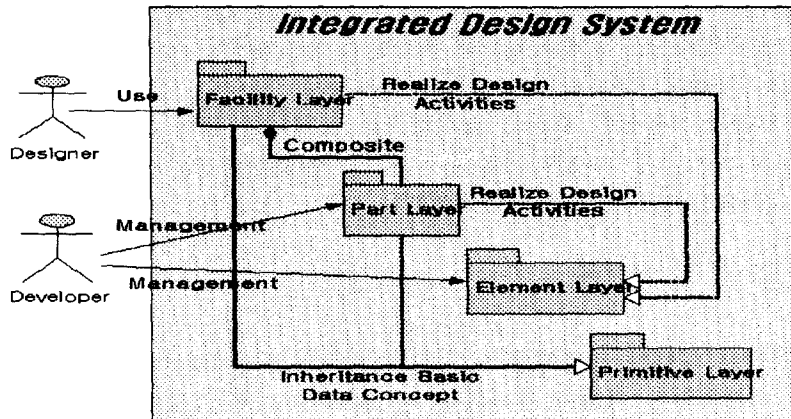 Integrated Design System
Use
Facility Layer
Realize Design
Activities
Designer
Composite
Part Layer
Realize Design
Activities
Management
Developer
Management
Element Layer
Inheritance Basic
Data Concept
Primitive Layer